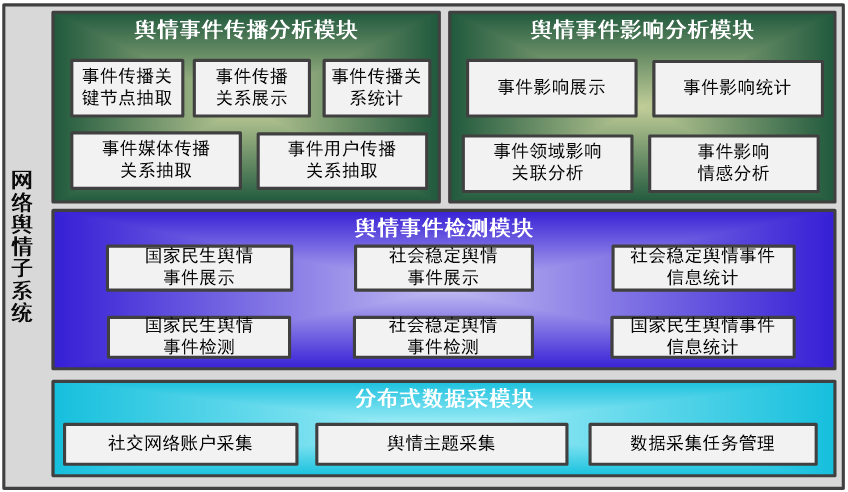 网络舆情子系统
舆情事件传播分析模块
事件传播关
键节点抽取
事件传播
关系展示
事件传播关
系统计
事件媒体传播
关系抽取
事件用户传播
关系抽取
舆情事件影响分析模块
事件影响展示
事件影响统计
事件领域影响
关联分析
事件影响
情感分析
舆情事件检测模块
国家民生舆情
事件展示
社会稳定舆情
事件展示
社会稳定舆情事件
信息统计
国家民生舆情
事件检测
社会稳定舆情
事件检测
国家民生舆情事件
信息统计
分布式数据采模块
社交网络账户采集
舆情主题采集
数据采集任务管理